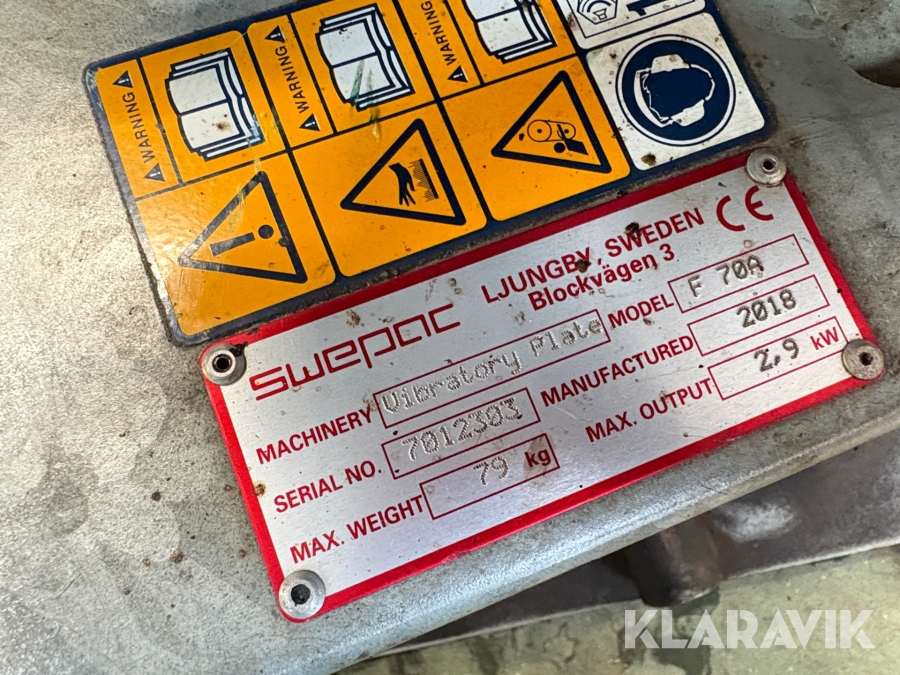 WARNING
WARNING
WARNING
swepac
LJUNGBY, SWEDEN
Blockvägen 3
CE
MACHINERY Vibratory Plate MODEL F 70A
SERIAL NO. 7012303 MANUFACTURED 2018
MAX. WEIGHT 79 kg MAX. OUTPUT 2,9 kW
KLARAVIK